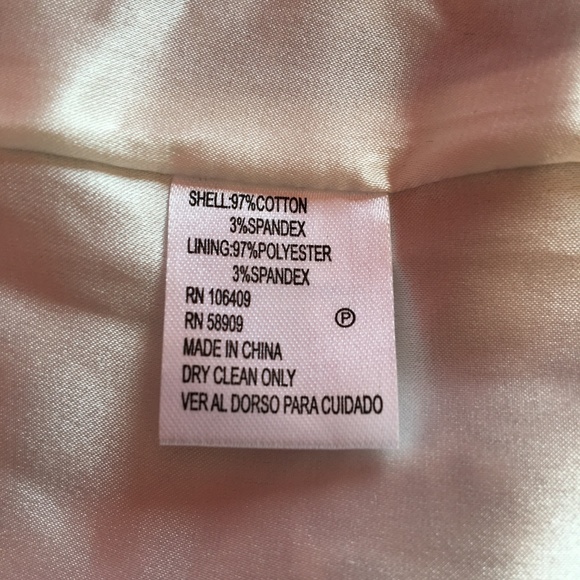 SHELL:97%COTTON
3%SPANDEX
LINING:97%POLYESTER
3%SPANDEX
RN 106409
RN 58909 Ⓟ
MADE IN CHINA
DRY CLEAN ONLY
VER AL DORSO PARA CUIDADO